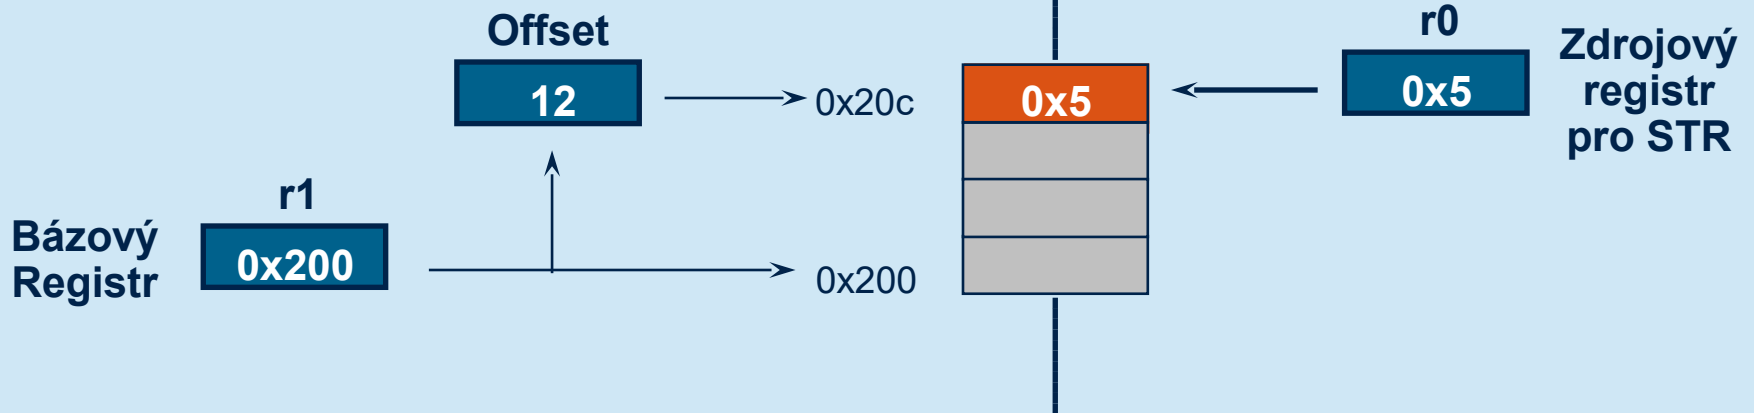 Offset
12
0x20c
0x5
r0
0x5
Zdrojový
registr
pro STR
r1
Bázový
Registr
0x200
0x200